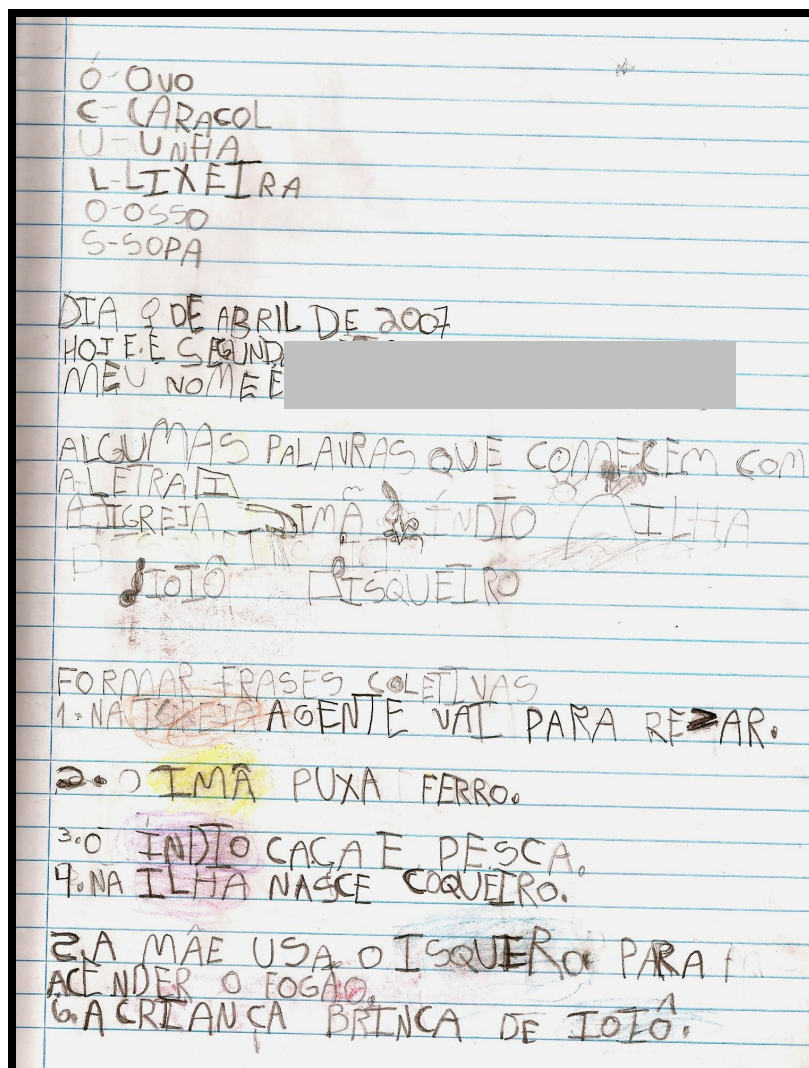 Ó-OVO
C-CARACOL
U-UNHA
L-LIXEIRA
O-OSSO
S-SOPA
DIA 9 DE ABRIL DE 2007
HOJE.E SEGUND
MEU NOME É
ALGUMAS PALAVRAS QUE COMECEM COM
A LETRA I
IGREJA IMÃ ÍNDIO ILHA
IOIÔ ISQUEIRO
FORMAR FRASES COLETIVAS
1. NA IGREJA AGENTE VAI PARA REZAR.
2. O IMÃ PUXA FERRO.
3.O ÍNDIO CAÇA E PESCA.
4. NA ILHA NASCE COQUEIRO.
5. A MÃE USA O ISQUERO PARA
ACENDER O FOGÃO.
6. A CRIANÇA BRINCA DE IOIÔ.